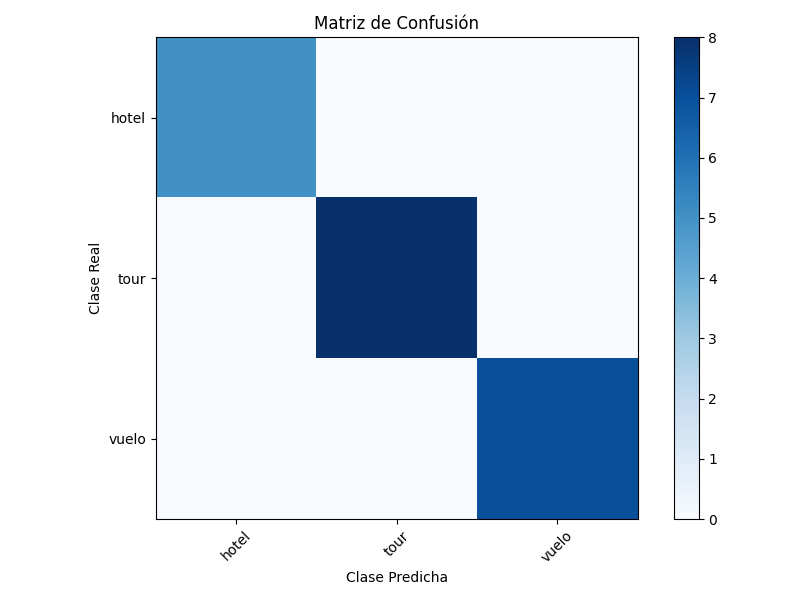 Matriz de Confusión
hotel
tour
vuelo
Clase Real
hotel
tour
vuelo
Clase Predicha
8
7
6
5
4
3
2
1
0